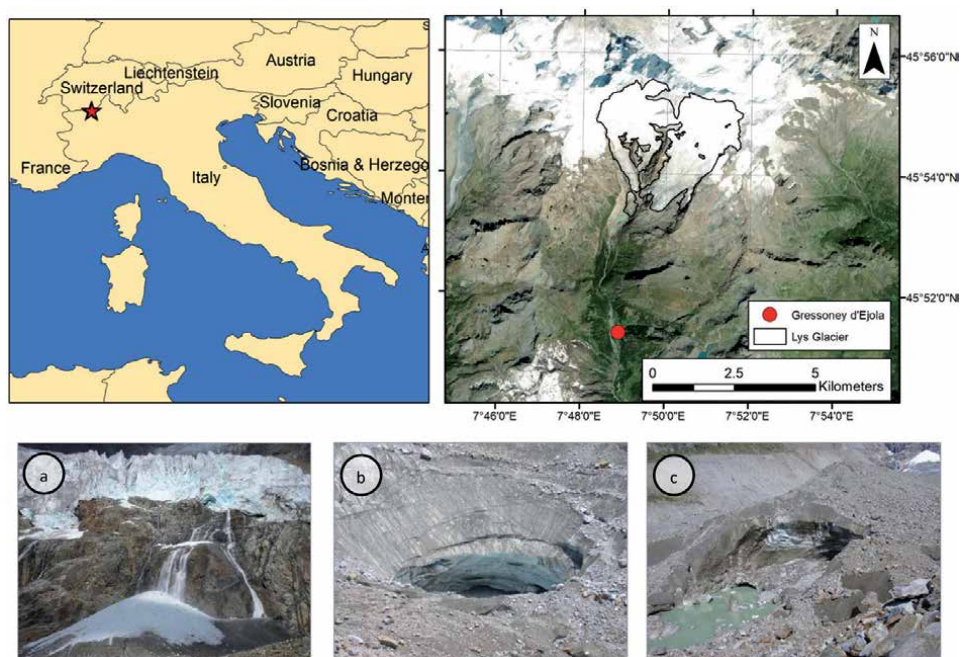 Austria
Liechtenstein
Switzerland
Hungary
Slovenia
Croatia
France
Bosnia & Herzego
Italy
Monter
N
45°56'0"N
45°54'0"N
45°52'0"N
Gressoney d'Ejola
Lys Glacier
0 2.5 5
Kilometers
7°46'0"E 7°48'0"E 7°50'0"E 7°52'0"E 7°54'0"E
a
b
c